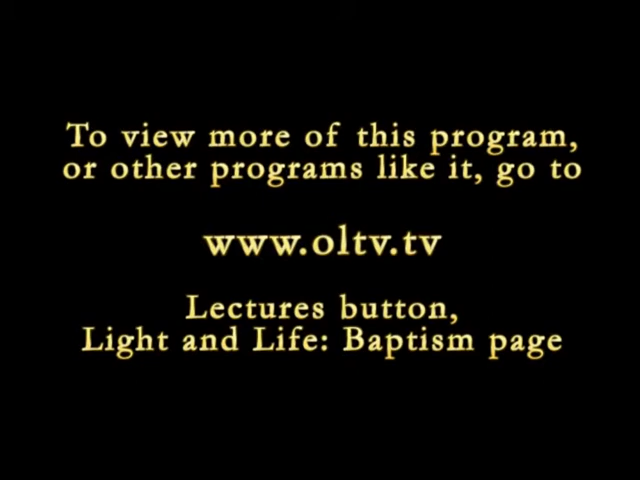 To view more of this program,
or other programs like it, go to
www.oltv.tv
Lectures button,
Light and Life: Baptism page